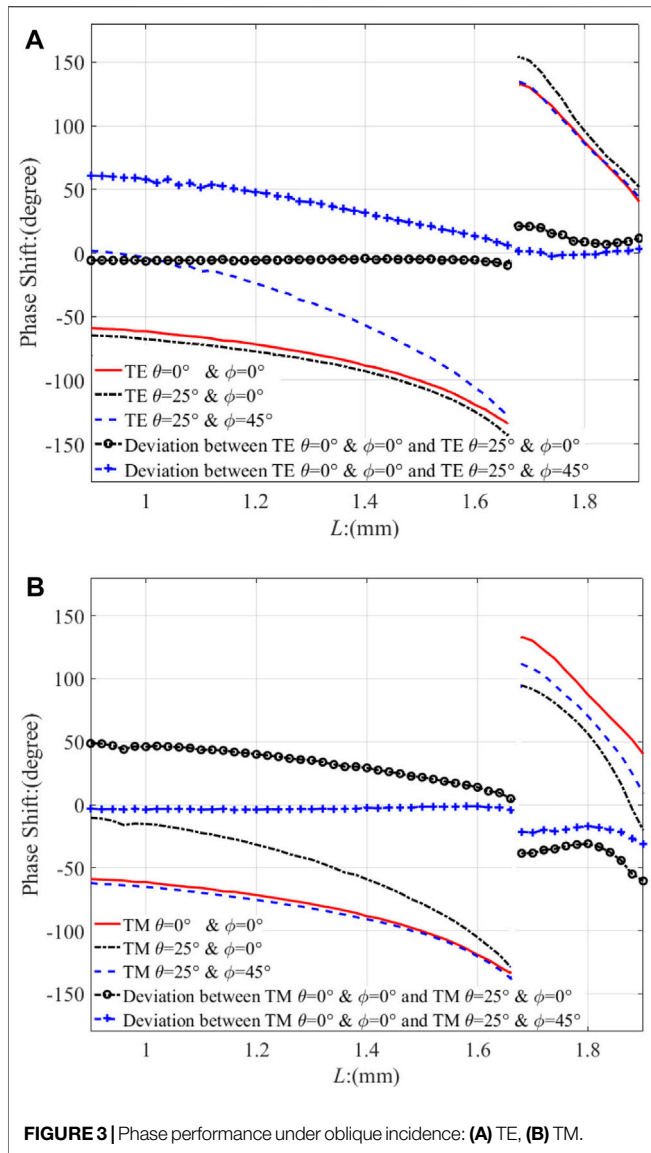 A
150
100
50
0
-50
-100
-150
Phase Shift:(degree)
TE θ=0° & ϕ=0°
TE θ=25° & ϕ=0°
TE θ=25° & ϕ=45°
Deviation between TE θ=0° & ϕ=0° and TE θ=25° & ϕ=0°
Deviation between TE θ=0° & ϕ=0° and TE θ=25° & ϕ=45°
1 1.2 1.4 1.6 1.8
L:(mm)
B
150
100
50
0
-50
-100
-150
Phase Shift:(degree)
TM θ=0° & ϕ=0°
TM θ=25° & ϕ=0°
TM θ=25° & ϕ=45°
Deviation between TM θ=0° & ϕ=0° and TM θ=25° & ϕ=0°
Deviation between TM θ=0° & ϕ=0° and TM θ=25° & ϕ=45°
1 1.2 1.4 1.6 1.8
L:(mm)
FIGURE 3 | Phase performance under oblique incidence: (A) TE, (B) TM.